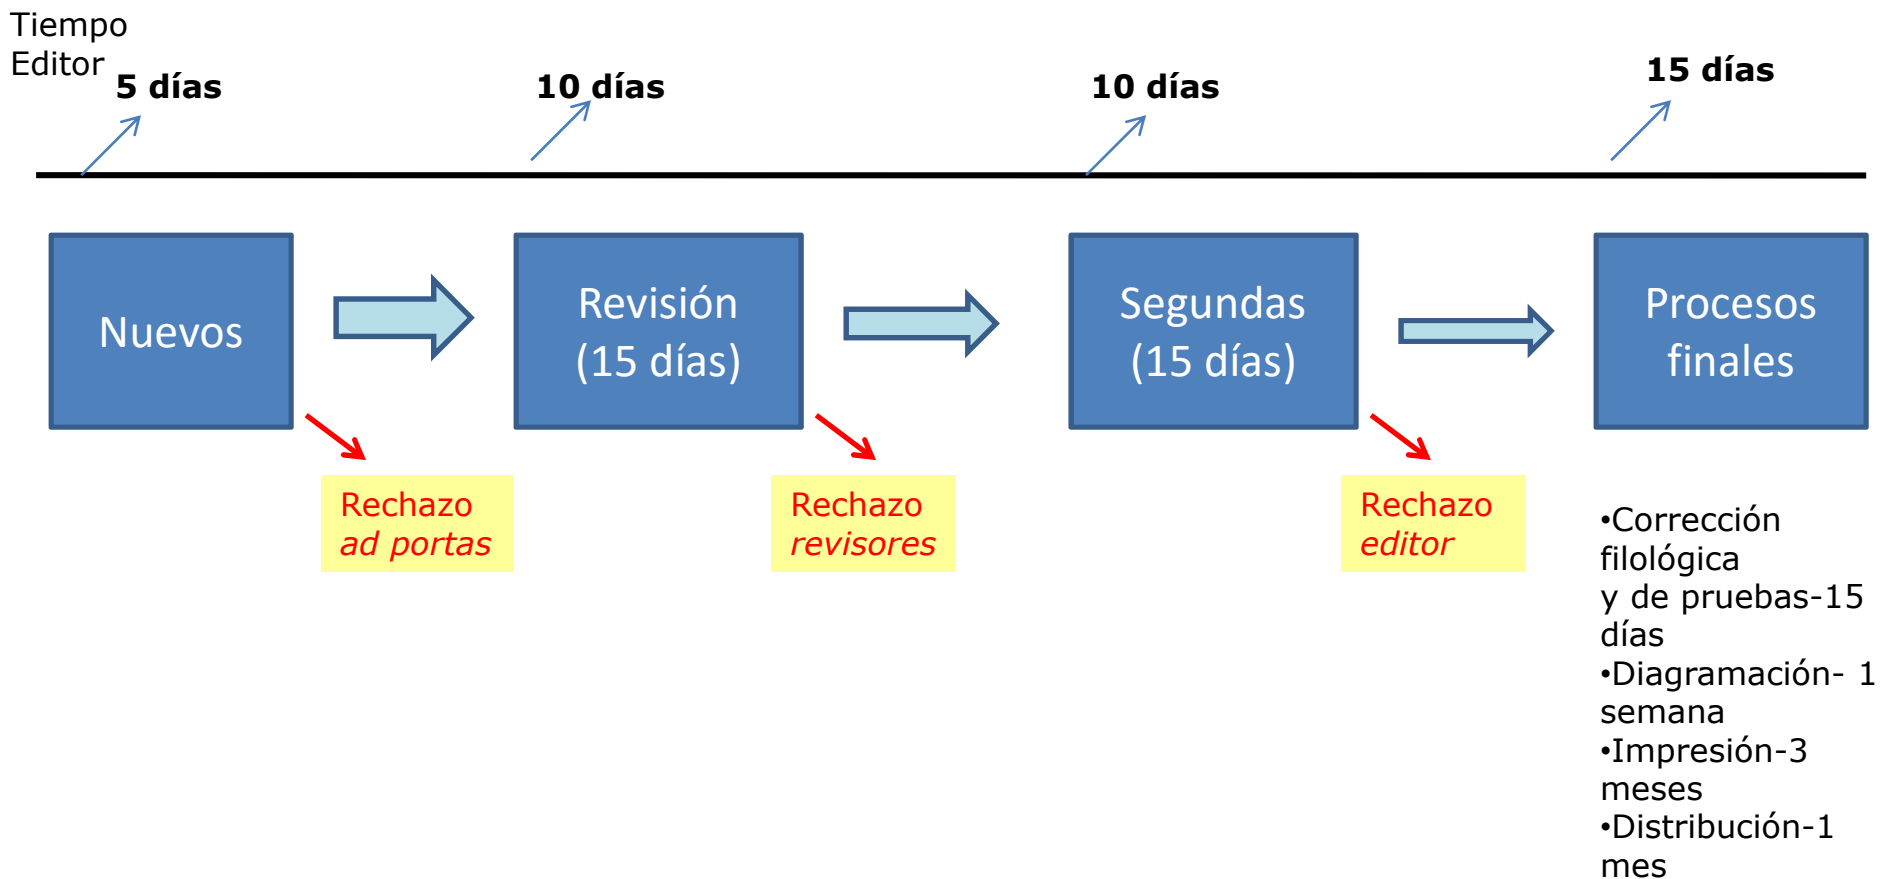 Tiempo
Editor
5 días
10 días
10 días
15 días
Nuevos
Revisión
(15 días)
Segundas
(15 días)
Procesos
finales
Rechazo
ad portas
Rechazo
revisores
Rechazo
editor
•Corrección
filológica
y de pruebas-15
días
•Diagramación- 1
semana
•Impresión-3
meses
•Distribución-1
mes